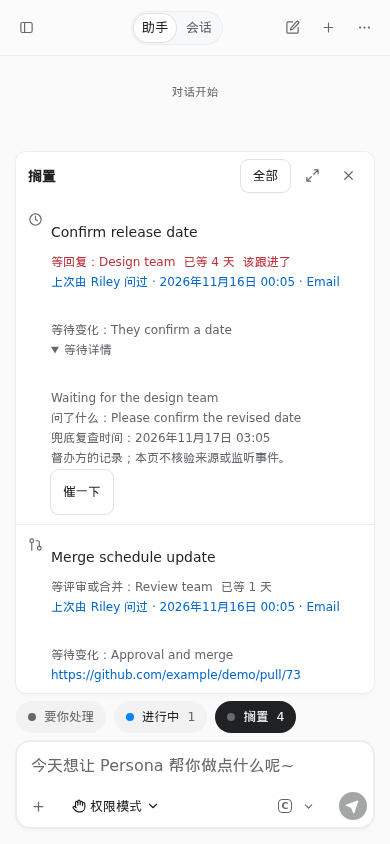 助手 会话
对话开始
搁置 全部
Confirm release date
等回复：Design team 已等 4 天 该跟进了
上次由 Riley 问过 · 2026年11月16日 00:05 · Email
等待变化：They confirm a date
▼ 等待详情
Waiting for the design team
问了什么：Please confirm the revised date
兜底复查时间：2026年11月17日 03:05
督办方的记录；本页不核验来源或监听事件。
催一下
Merge schedule update
等评审或合并：Review team 已等 1 天
上次由 Riley 问过 · 2026年11月16日 00:05 · Email
等待变化：Approval and merge
https://github.com/example/demo/pull/73
要你处理 进行中 1 搁置 4
今天想让 Persona 帮你做点什么呢~
权限模式 C